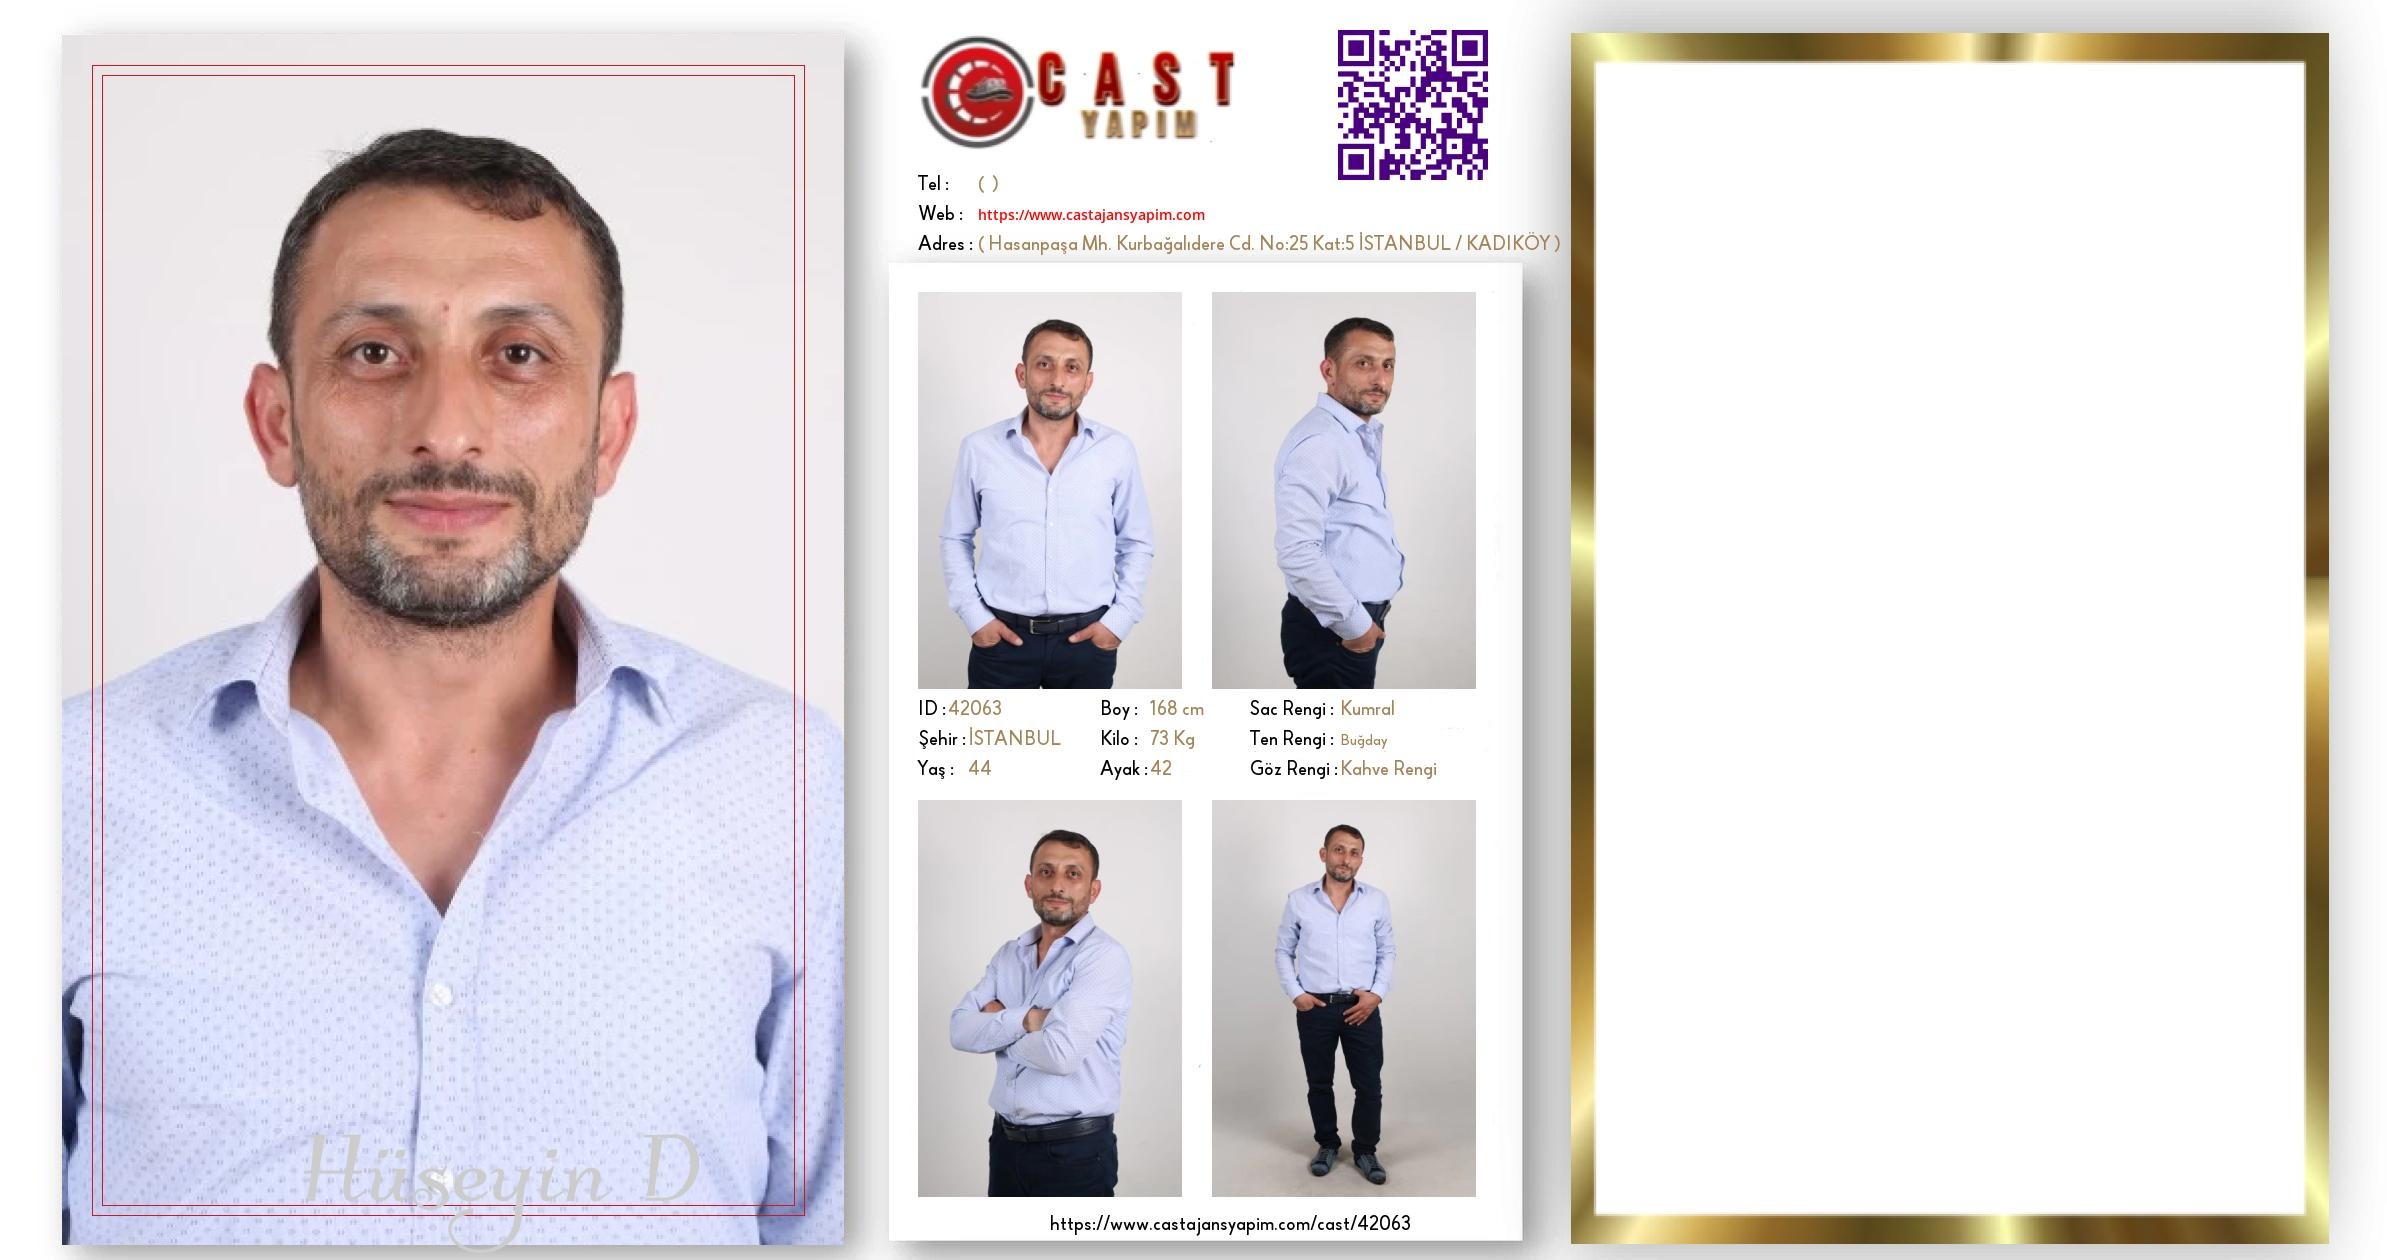 Hüseyin D
CAST
YAPIM
Tel : ( )
Web : https://www.castajansyapim.com
Adres : ( Hasanpaşa Mh. Kurbağalıdere Cd. No:25 Kat:5 İSTANBUL / KADIKÖY )
ID : 42063 Boy : 168 cm Sac Rengi : Kumral
Şehir : İSTANBUL Kilo : 73 Kg Ten Rengi : Buğday
Yaş : 44 Ayak : 42 Göz Rengi : Kahve Rengi
https://www.castajansyapim.com/cast/42063